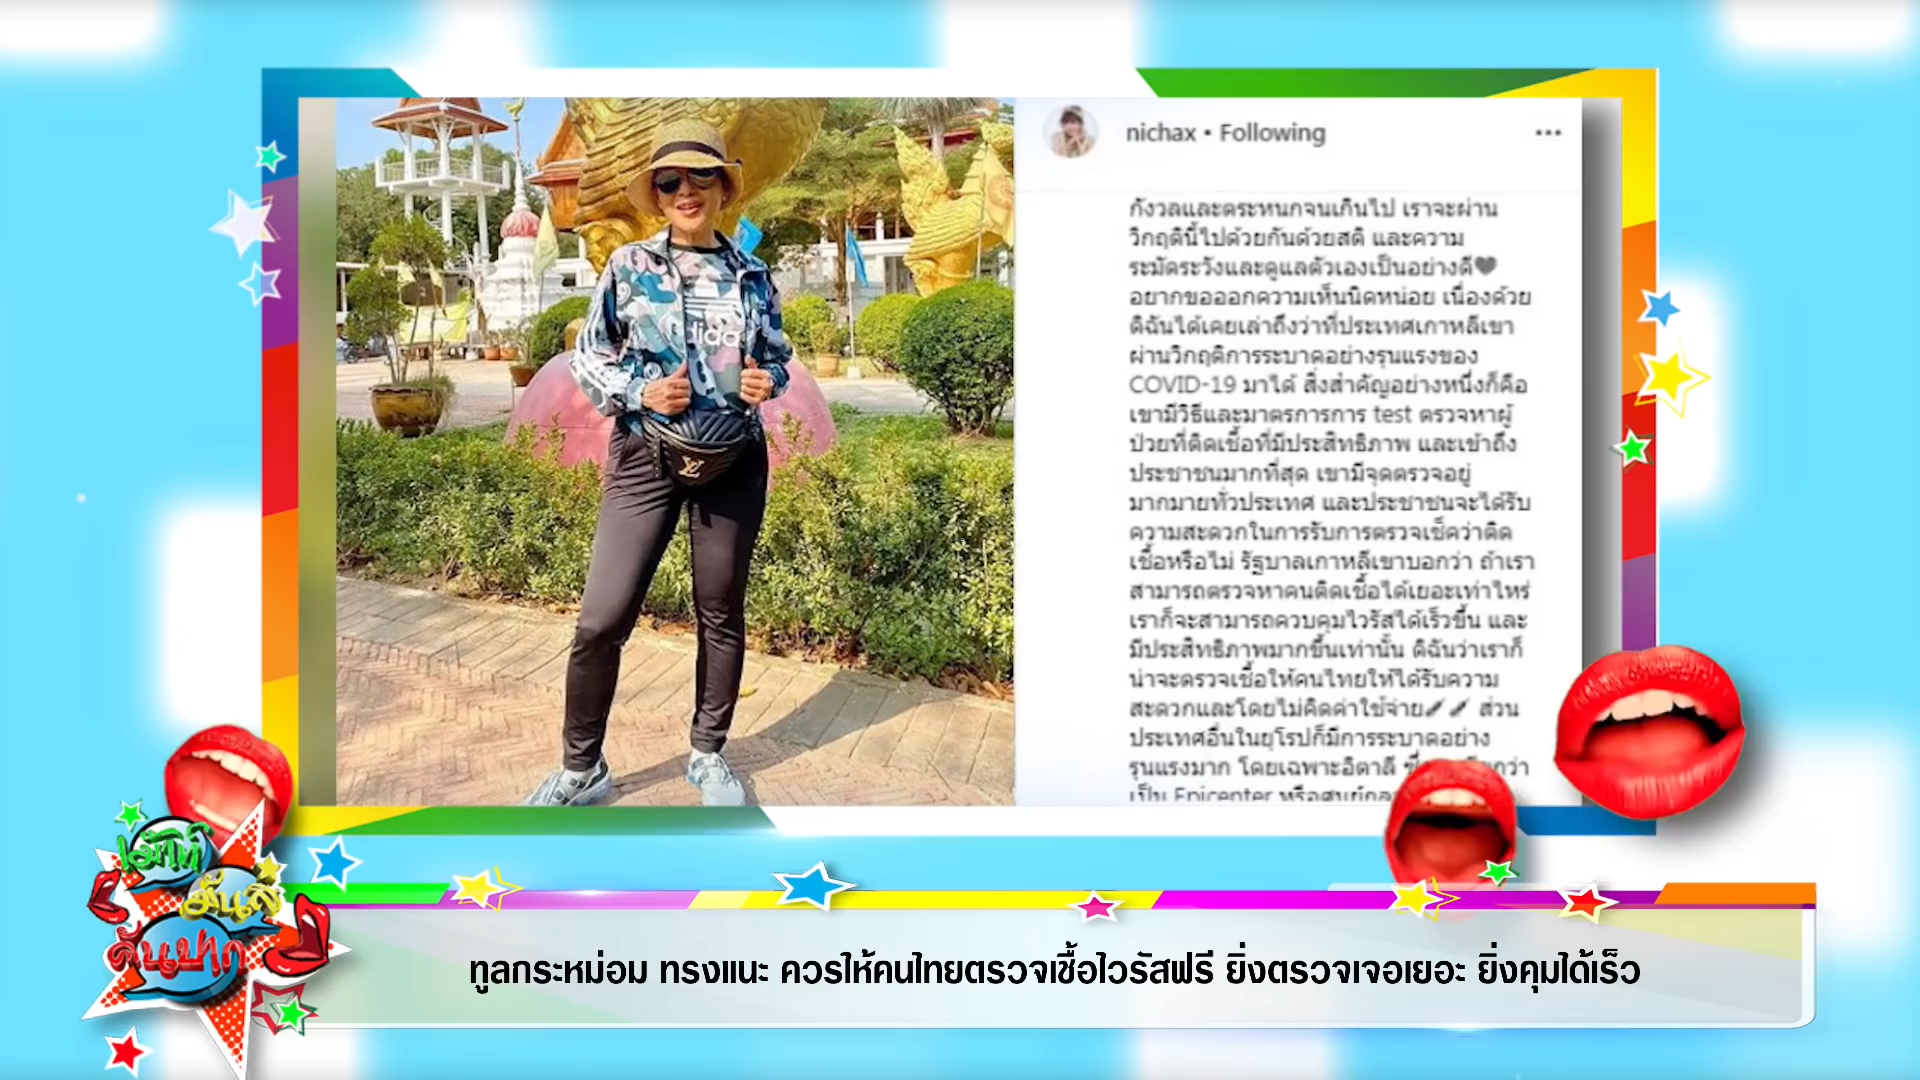 nichax • Following •••
กังวลและตระหนกจนเกินไป เราจะผ่าน
วิกฤตินี้ไปด้วยกันด้วยสติ และความ
ระมัดระวังและดูแลตัวเองเป็นอย่างดี🖤
อยากขอออกความเห็นนิดหน่อย เนื่องด้วย
ดิฉันได้เคยเล่าถึงว่าที่ประเทศเกาหลีเขา
ผ่านวิกฤติการระบาดอย่างรุนแรงของ
COVID-19 มาได้ สิ่งสำคัญอย่างหนึ่งก็คือ
เขามีวิธีและมาตรการการ test ตรวจหาผู้
ป่วยที่ติดเชื้อที่มีประสิทธิภาพ และเข้าถึง
ประชาชนมากที่สุด เขามีจุดตรวจอยู่
มากมายทั่วประเทศ และประชาชนจะได้รับ
ความสะดวกในการรับการตรวจเช็คว่าติด
เชื้อหรือไม่ รัฐบาลเกาหลีเขาบอกว่า ถ้าเรา
สามารถตรวจหาคนติดเชื้อได้เยอะเท่าไหร่
เราก็จะสามารถควบคุมไวรัสได้เร็วขึ้น และ
มีประสิทธิภาพมากขึ้นเท่านั้น ดิฉันว่าเราก็
น่าจะตรวจเชื้อให้คนไทยให้ได้รับความ
สะดวกและโดยไม่คิดค่าใช้จ่าย ส่วน
ประเทศอื่นในยุโรปก็มีการระบาดอย่าง
รุนแรงมาก โดยเฉพาะอิตาลี
เป็น Epicenter
adidas
LV
เม้าท์
มันส์
คันปาก
ทูลกระหม่อม ทรงแนะ ควรให้คนไทยตรวจเชื้อไวรัสฟรี ยิ่งตรวจเจอเยอะ ยิ่งคุมได้เร็ว